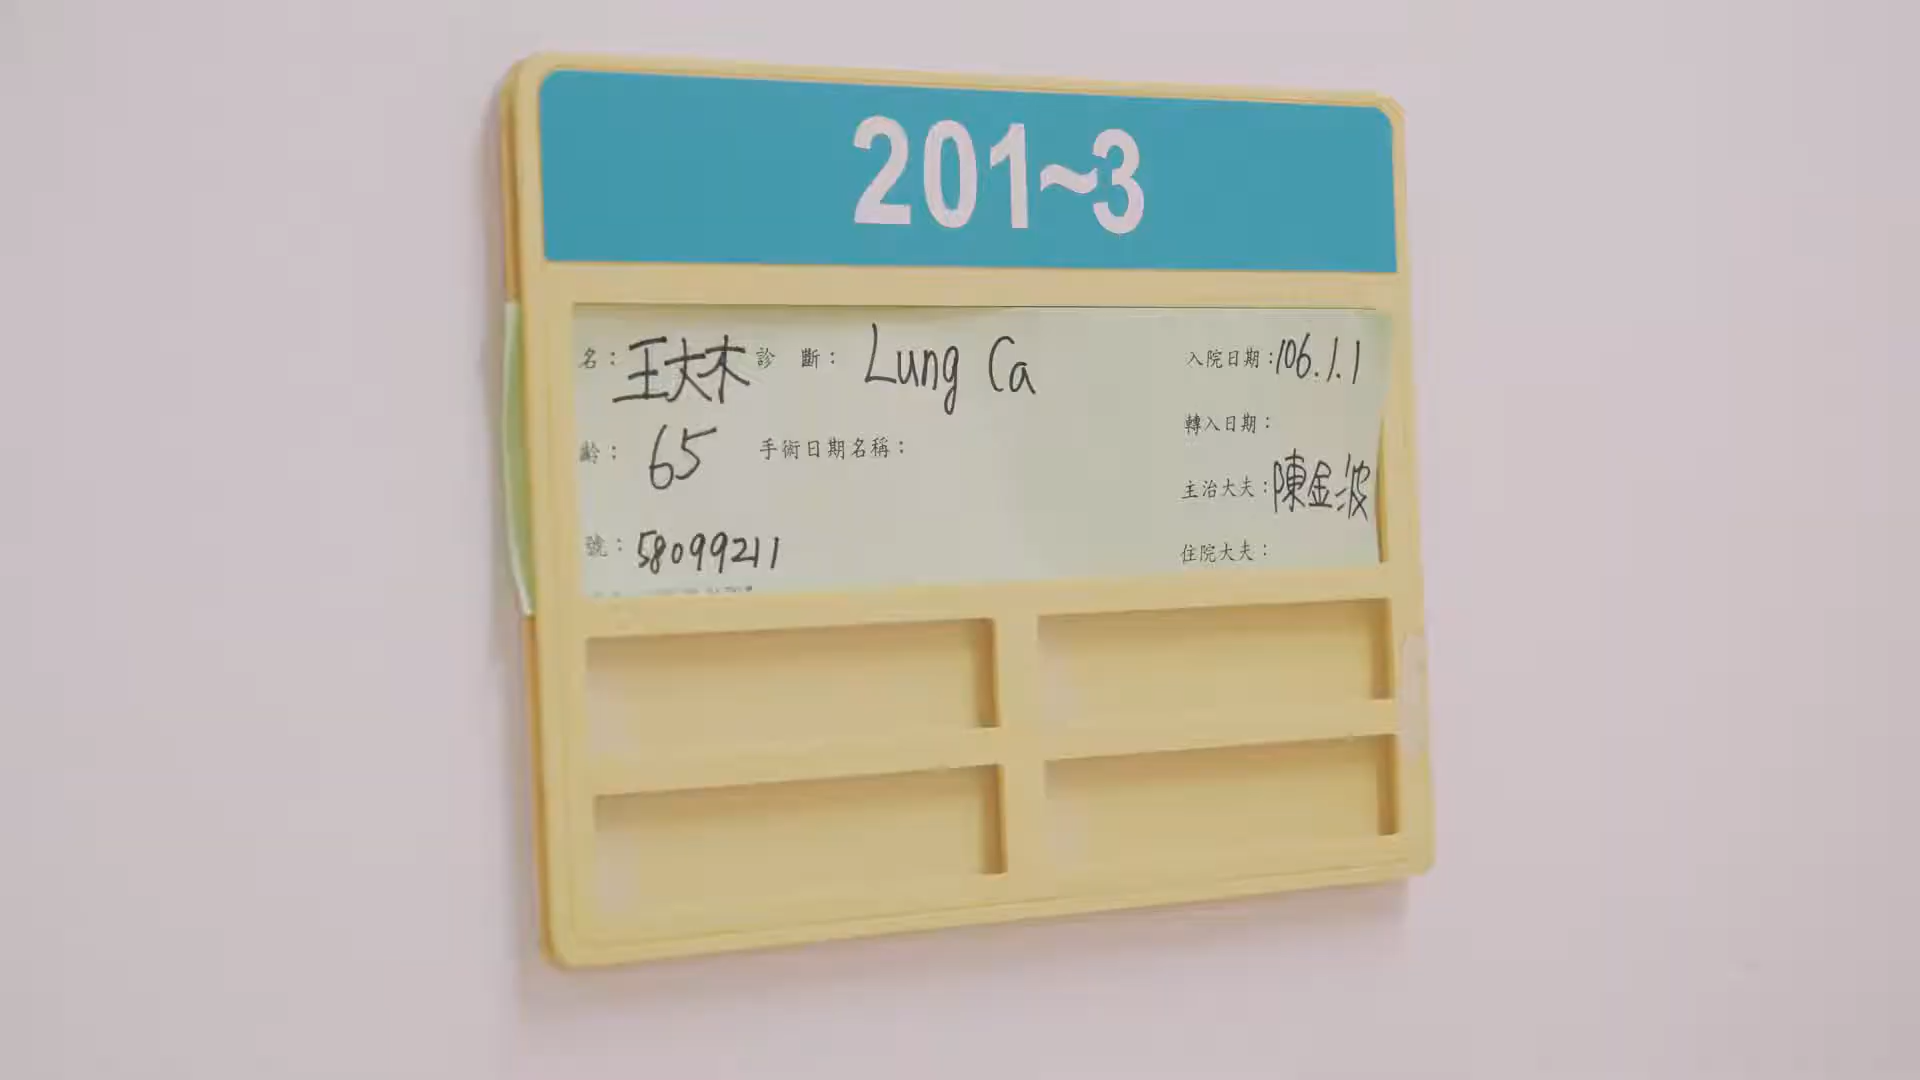 201~3
名：王大木 診 斷： Lung Ca 入院日期：106.1.1
轉入日期：
齡： 65 手術日期名稱：
主治大夫：陳金波
號：58099211 住院大夫：